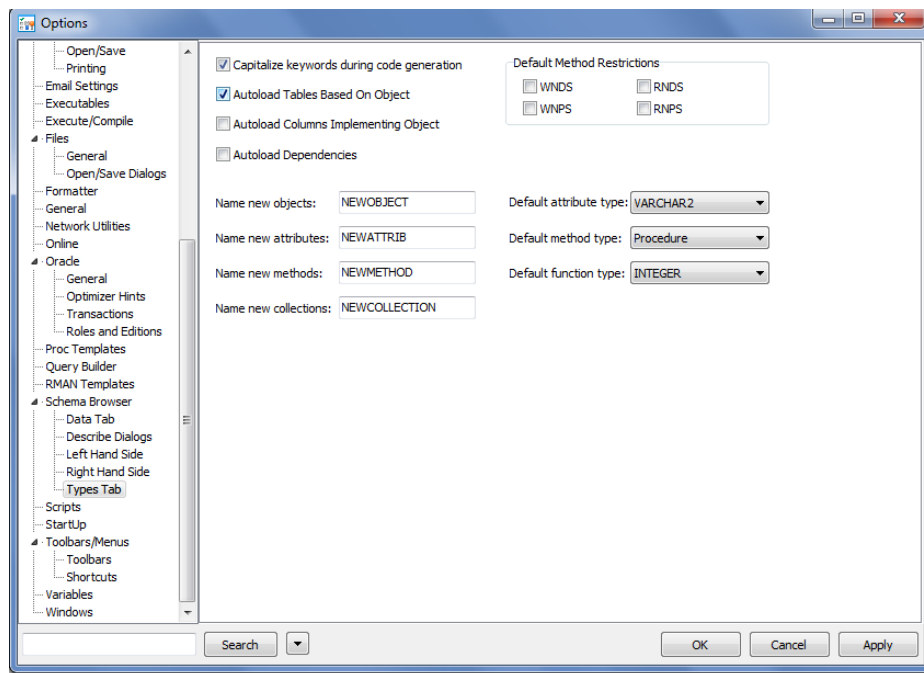 Options
Open/Save
Printing
Email Settings
Executables
Execute/Compile
Files
General
Open/Save Dialogs
Formatter
General
Network Utilities
Online
Oracle
General
Optimizer Hints
Transactions
Roles and Editions
Proc Templates
Query Builder
RMAN Templates
Schema Browser
Data Tab
Describe Dialogs
Left Hand Side
Right Hand Side
Types Tab
Scripts
StartUp
Toolbars/Menus
Toolbars
Shortcuts
Variables
Windows
Capitalize keywords during code generation
Autoload Tables Based On Object
Autoload Columns Implementing Object
Autoload Dependencies
Default Method Restrictions
WNDS RNDS
WNPS RNPS
Name new objects: NEWOBJECT Default attribute type: VARCHAR2
Name new attributes: NEWATTRIB Default method type: Procedure
Name new methods: NEWMETHOD Default function type: INTEGER
Name new collections: NEWCOLLECTION
Search OK Cancel Apply